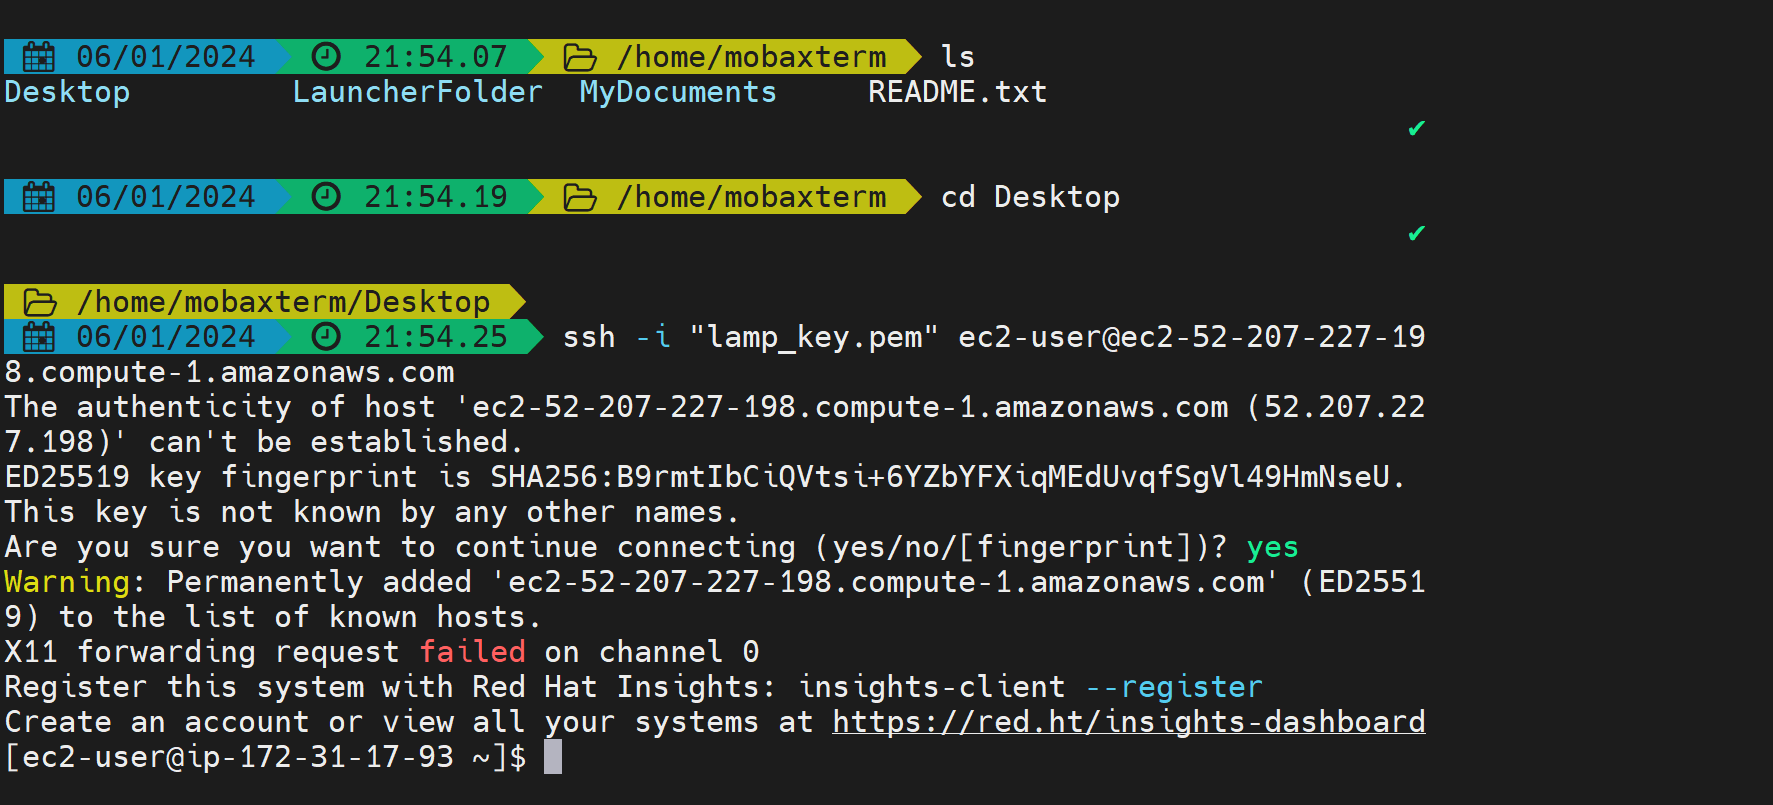 06/01/2024 21:54.07 /home/mobaxterm ls
Desktop LauncherFolder MyDocuments README.txt
✔
06/01/2024 21:54.19 /home/mobaxterm cd Desktop
✔
/home/mobaxterm/Desktop
06/01/2024 21:54.25 ssh -i "lamp_key.pem" ec2-user@ec2-52-207-227-19
8.compute-1.amazonaws.com
The authenticity of host 'ec2-52-207-227-198.compute-1.amazonaws.com (52.207.22
7.198)' can't be established.
ED25519 key fingerprint is SHA256:B9rmtIbCiQVtsi+6YZbYFXiqMEdUvqfSgVl49HmNseU.
This key is not known by any other names.
Are you sure you want to continue connecting (yes/no/[fingerprint])? yes
Warning: Permanently added 'ec2-52-207-227-198.compute-1.amazonaws.com' (ED2551
9) to the list of known hosts.
X11 forwarding request failed on channel 0
Register this system with Red Hat Insights: insights-client --register
Create an account or view all your systems at https://red.ht/insights-dashboard
[ec2-user@ip-172-31-17-93 ~]$